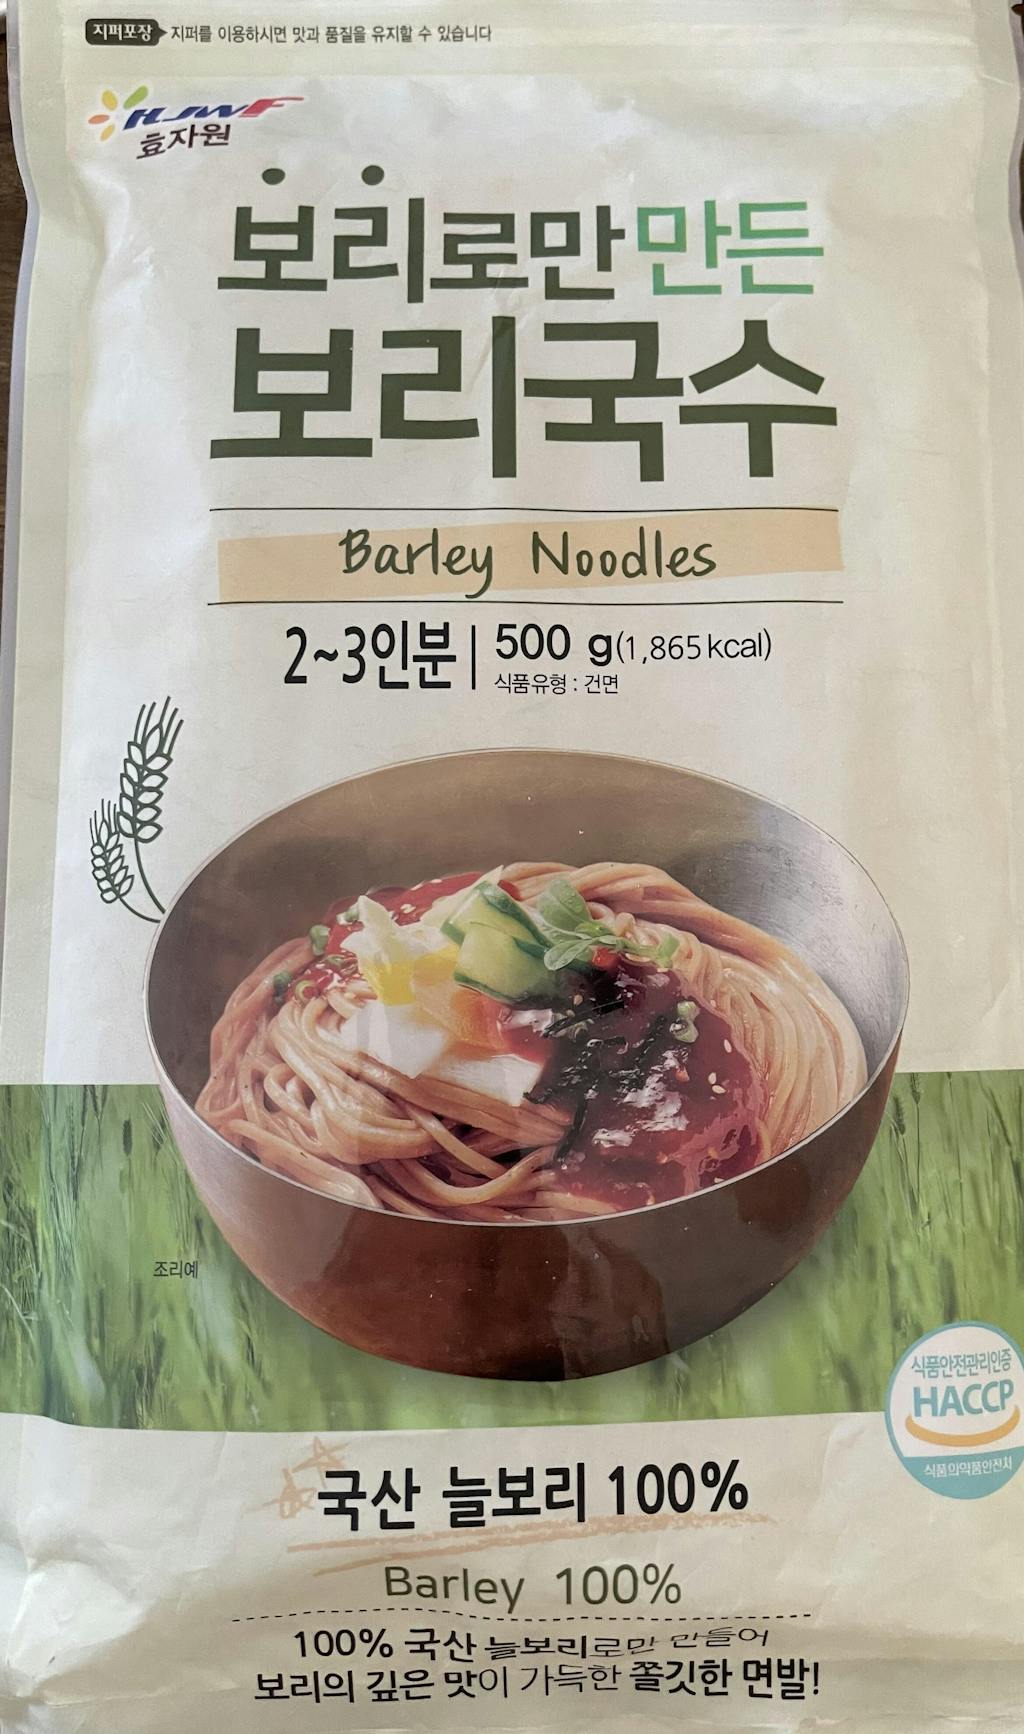 지퍼포장 지퍼를 이용하시면 맛과 품질을 유지할 수 있습니다
HJWF
효자원
보리로만 만든
보리국수
Barley Noodles
2~3인분 | 500 g(1,865 kcal)
식품유형 : 건면
조리예
식품안전관리인증
HACCP
식품의약품안전처
국산 늘보리 100%
Barley 100%
100% 국산 늘보리로만 만들어
보리의 깊은 맛이 가득한 쫄깃한 면발!